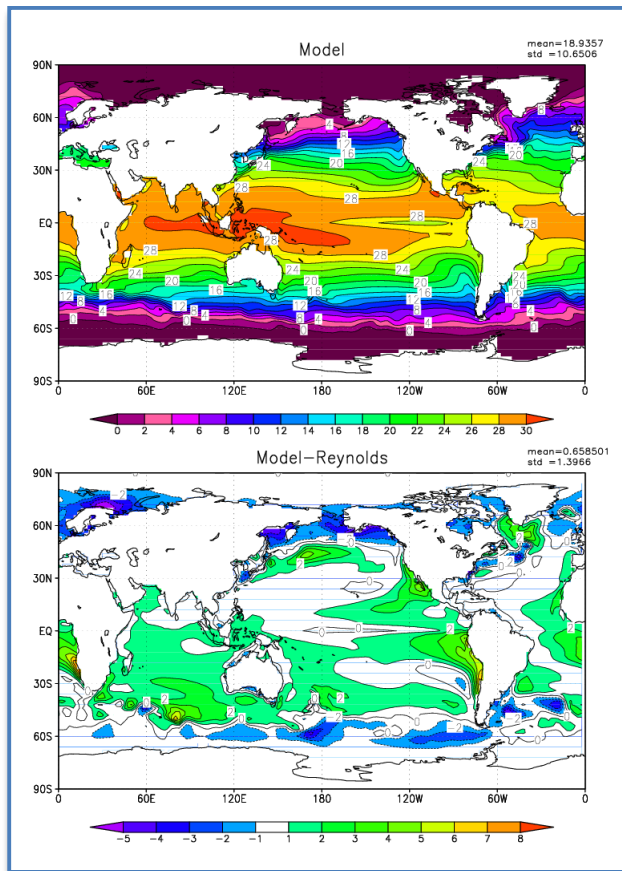 Model
mean=18.9357
std =10.6506
90N
60N
30N
EQ
30S
60S
90S
0 60E 120E 180 120W 60W 0
0 2 4 6 8 10 12 14 16 18 20 22 24 26 28 30
Model-Reynolds
mean=0.658501
std =1.3966
90N
60N
30N
EQ
30S
60S
90S
0 60E 120E 180 120W 60W 0
-5 -4 -3 -2 -1 1 2 3 4 5 6 7 8